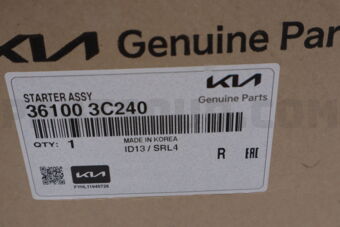 KIA Genuine Par
KIA
Genuine Parts
STARTER ASSY
36100 3C240
QTY: 1
MADE IN KOREA
ID13 / SRL4
R EAC
KIA